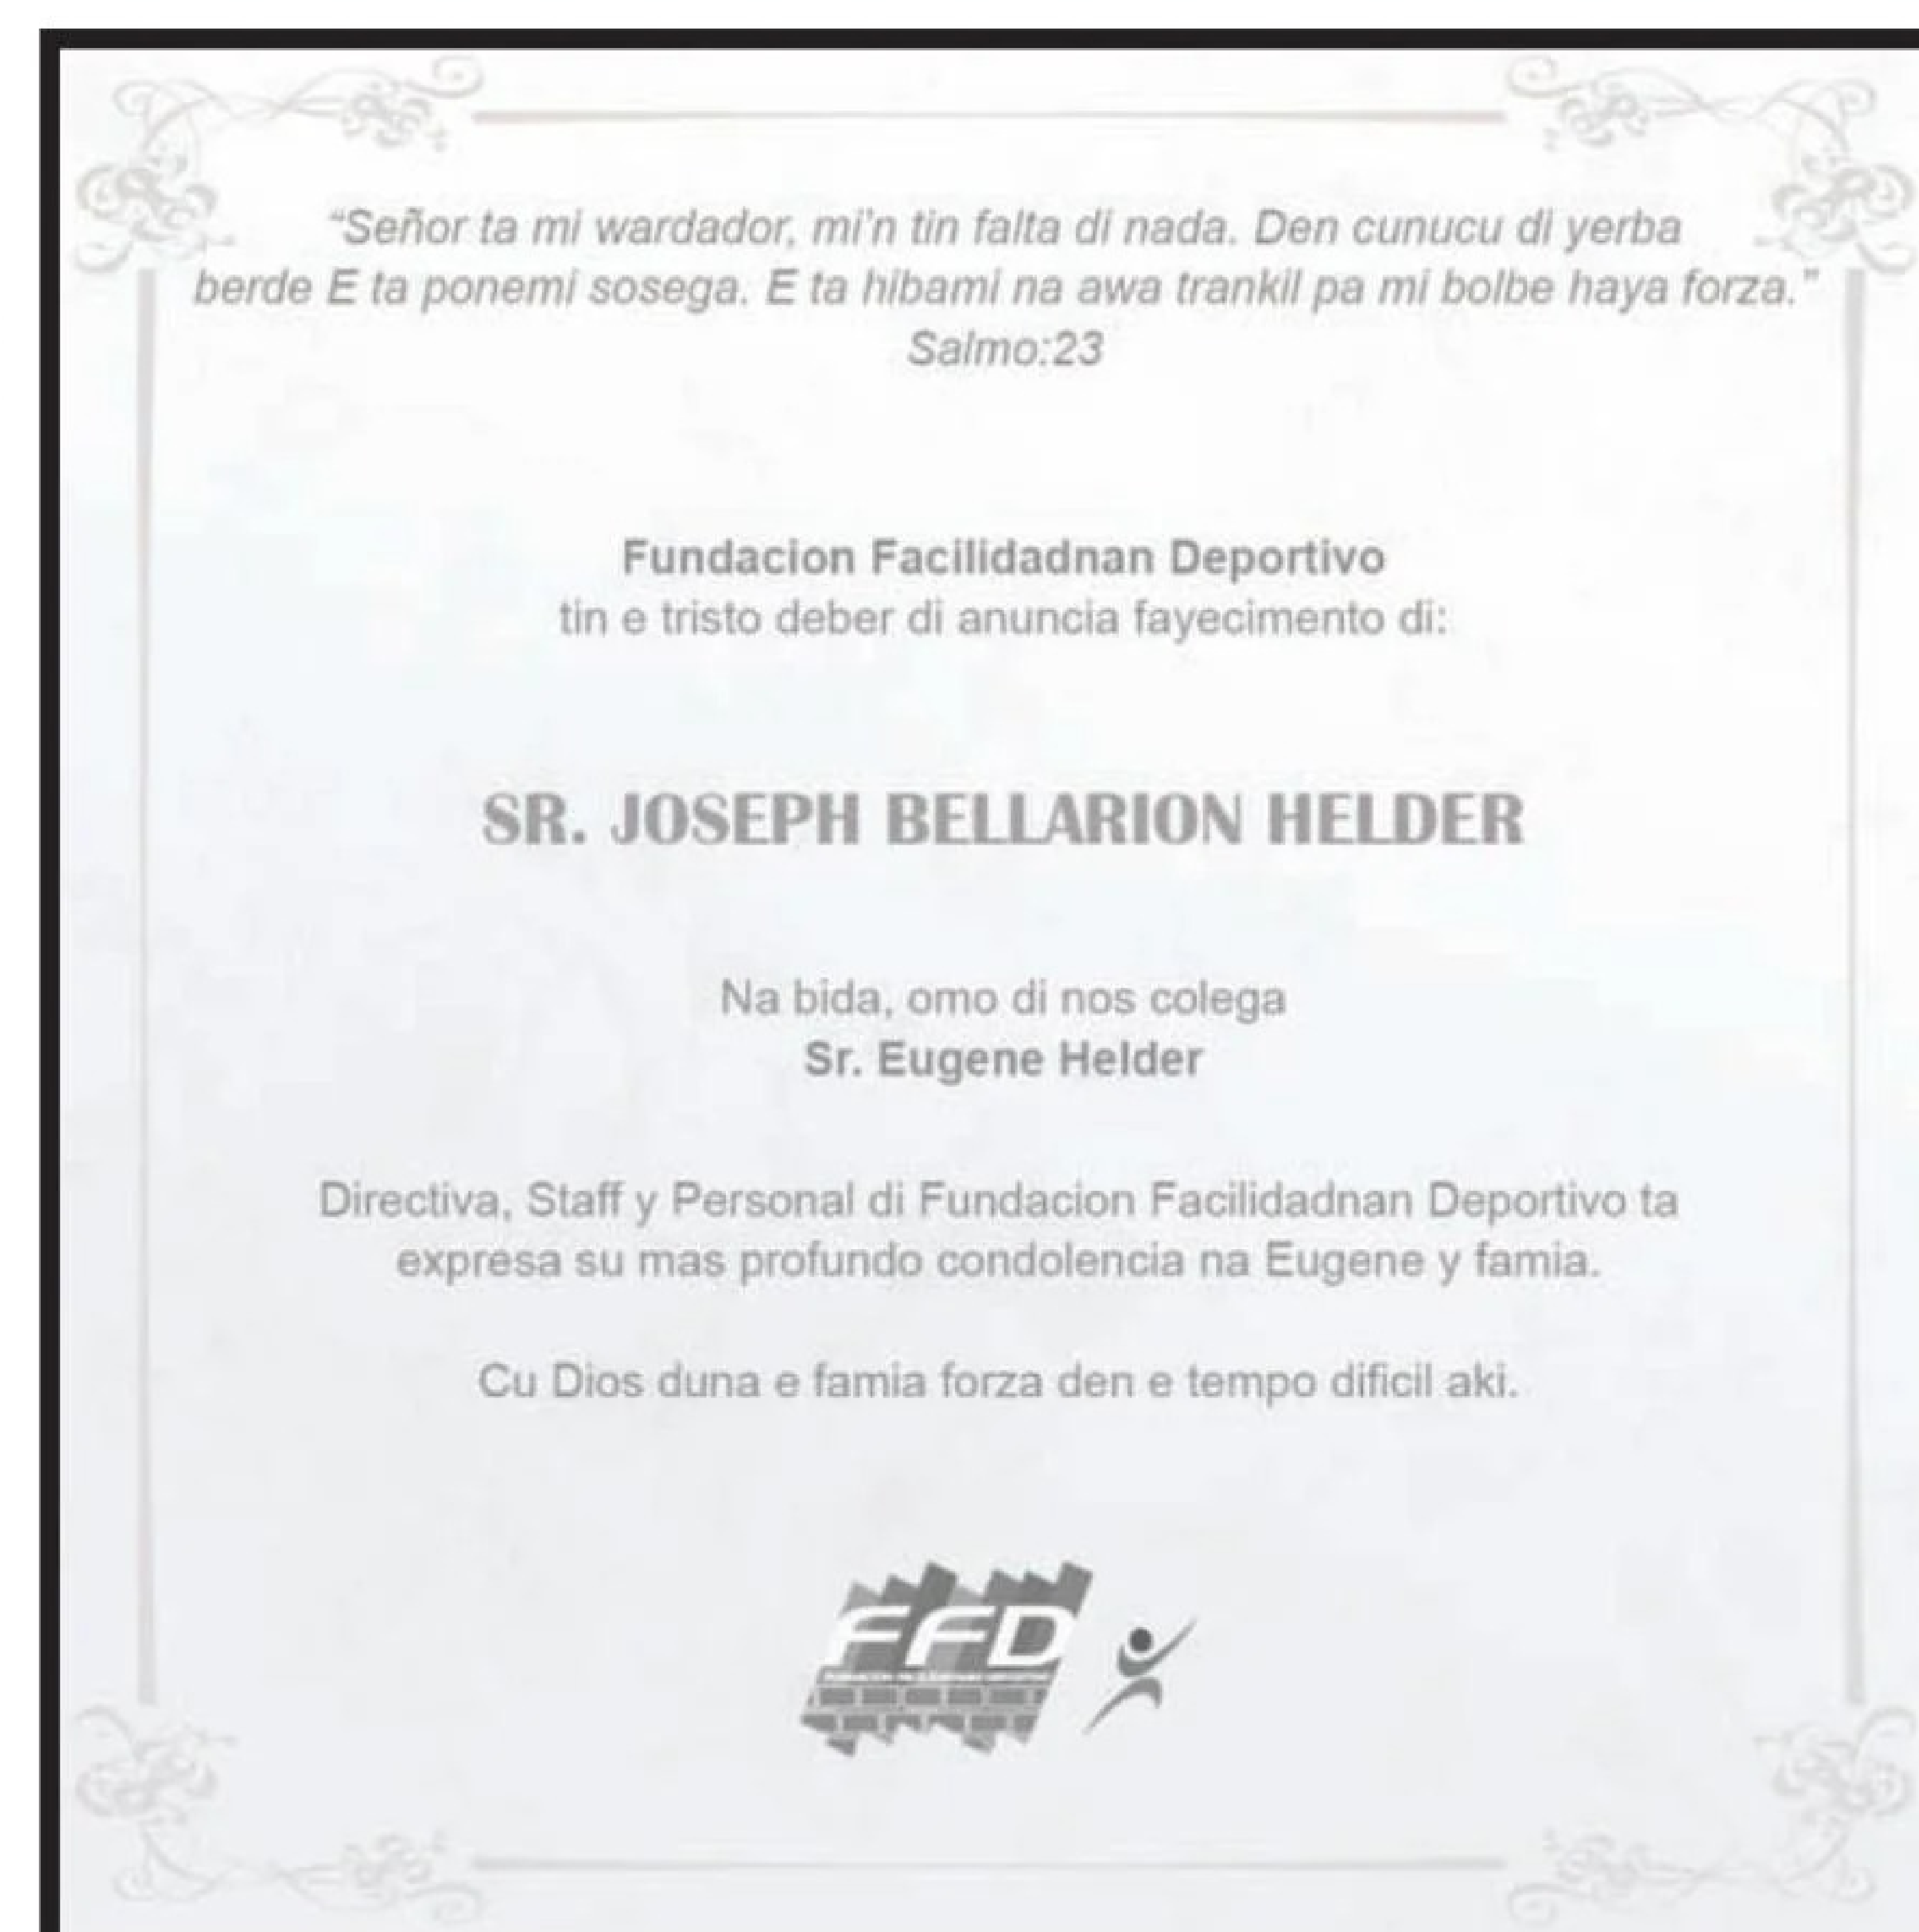 “Señor ta mi wardador, mi’n tin falta di nada. Den cunucu di yerba
berde E ta ponemi sosega. E ta hibami na awa trankil pa mi bolbe haya forza.”
Salmo:23
Fundacion Facilidadnan Deportivo
tin e tristo deber di anuncia fayecimento di:
SR. JOSEPH BELLARION HELDER
Na bida, omo di nos colega
Sr. Eugene Helder
Directiva, Staff y Personal di Fundacion Facilidadnan Deportivo ta
expresa su mas profundo condolencia na Eugene y famia.
Cu Dios duna e famia forza den e tempo dificil aki.
FFD